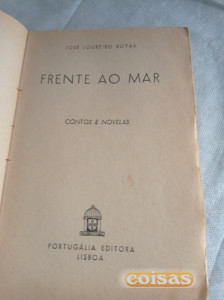 JOSÉ LOUREIRO BOTAS
FRENTE AO MAR
CONTOS E NOVELAS
PORTUGÁLIA EDITORA
LISBOA
coisas